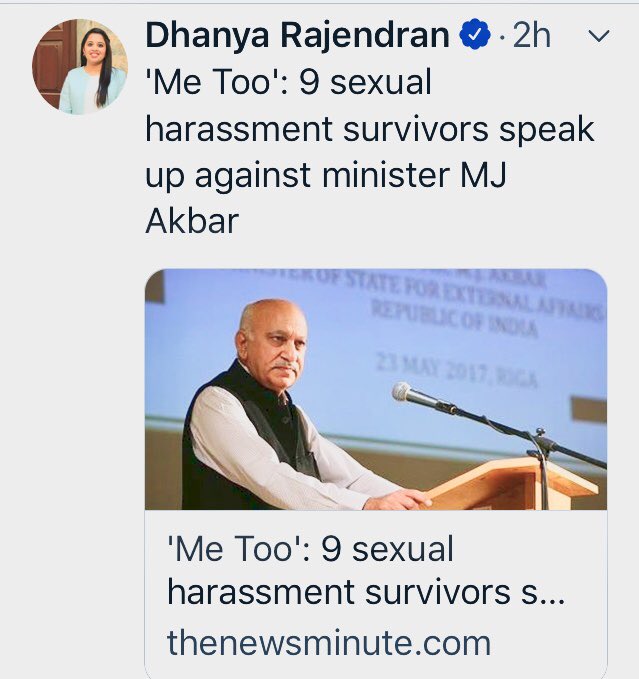 Dhanya Rajendran · 2h
'Me Too': 9 sexual
harassment survivors speak
up against minister MJ
Akbar
OF STATE FOR EXTERNAL AFFAIRS
REPUBLIC OF INDIA
23 MAY 2017, RIGA
'Me Too': 9 sexual
harassment survivors s...
thenewsminute.com